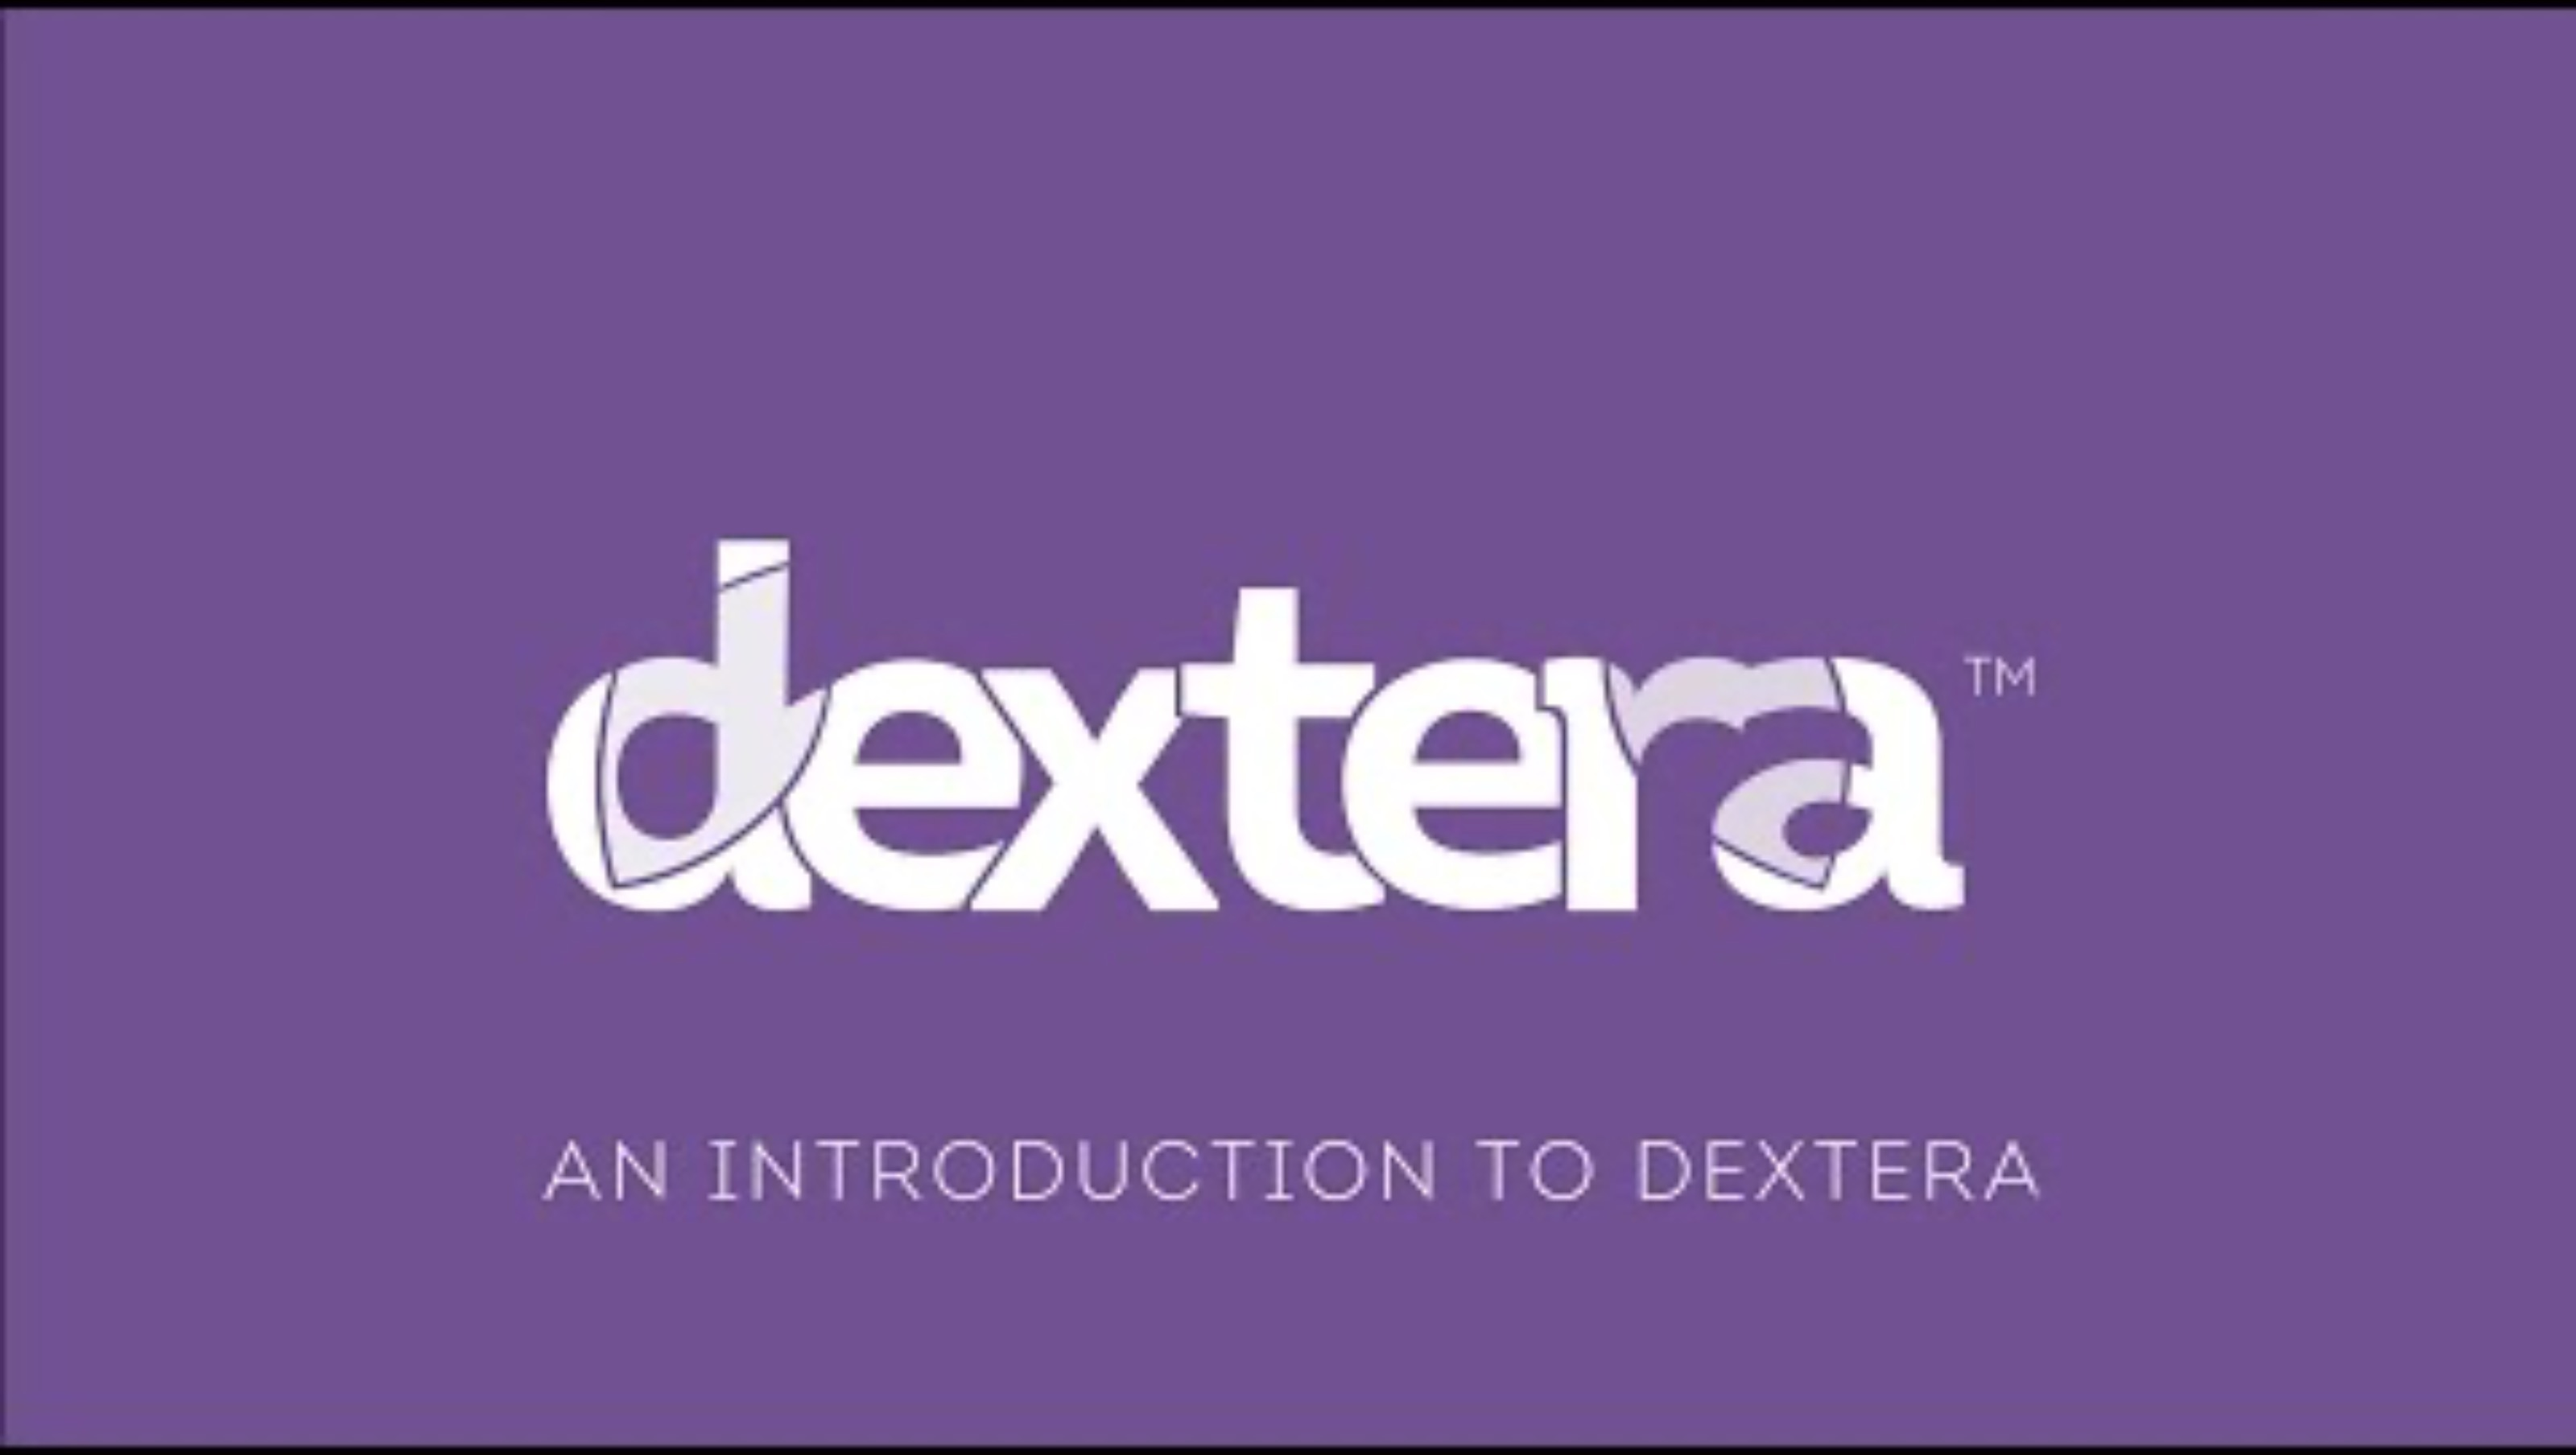 dextera™
AN INTRODUCTION TO DEXTERA